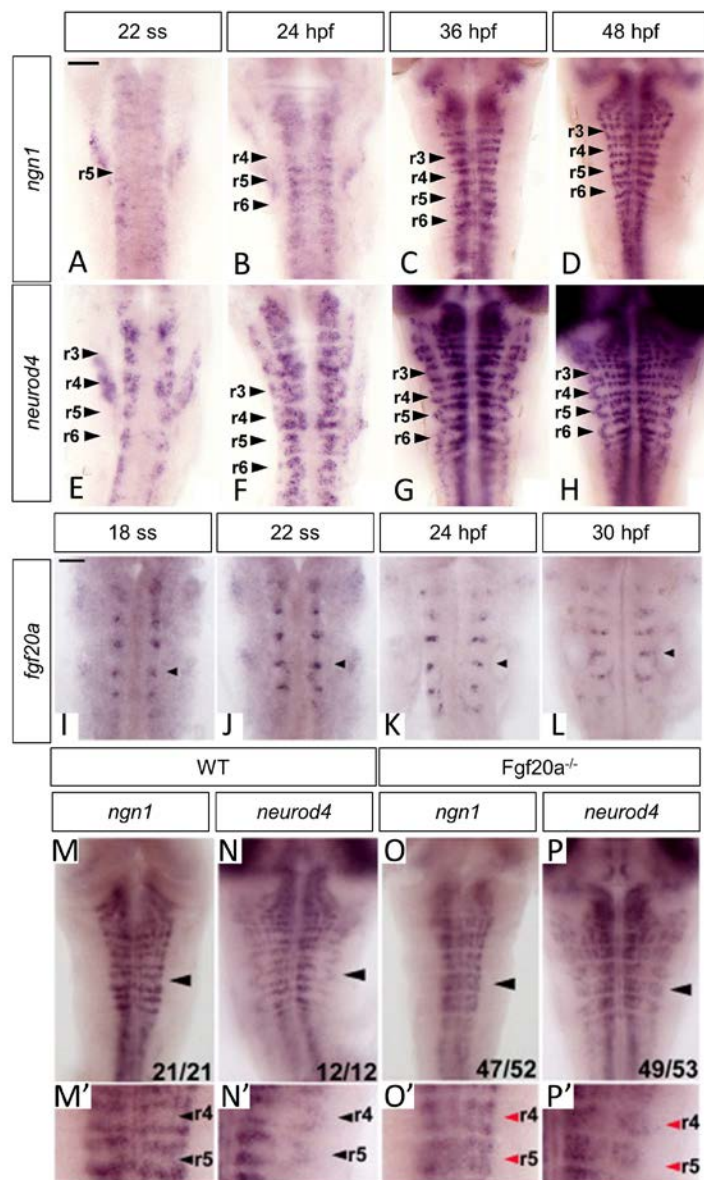 22 ss 24 hpf 36 hpf 48 hpf
ngn1
r5 r4 r5 r6 r3 r4 r5 r6 r3 r4 r5 r6
A B C D
neurod4
r3 r4 r5 r6 r3 r4 r5 r6 r3 r4 r5 r6 r3 r4 r5 r6
E F G H
18 ss 22 ss 24 hpf 30 hpf
fgf20a
I J K L
WT Fgf20a-/-
ngn1 neurod4 ngn1 neurod4
M N O P
21/21 12/12 47/52 49/53
M' N' O' P'
r4 r4 r4 r4
r5 r5 r5 r5